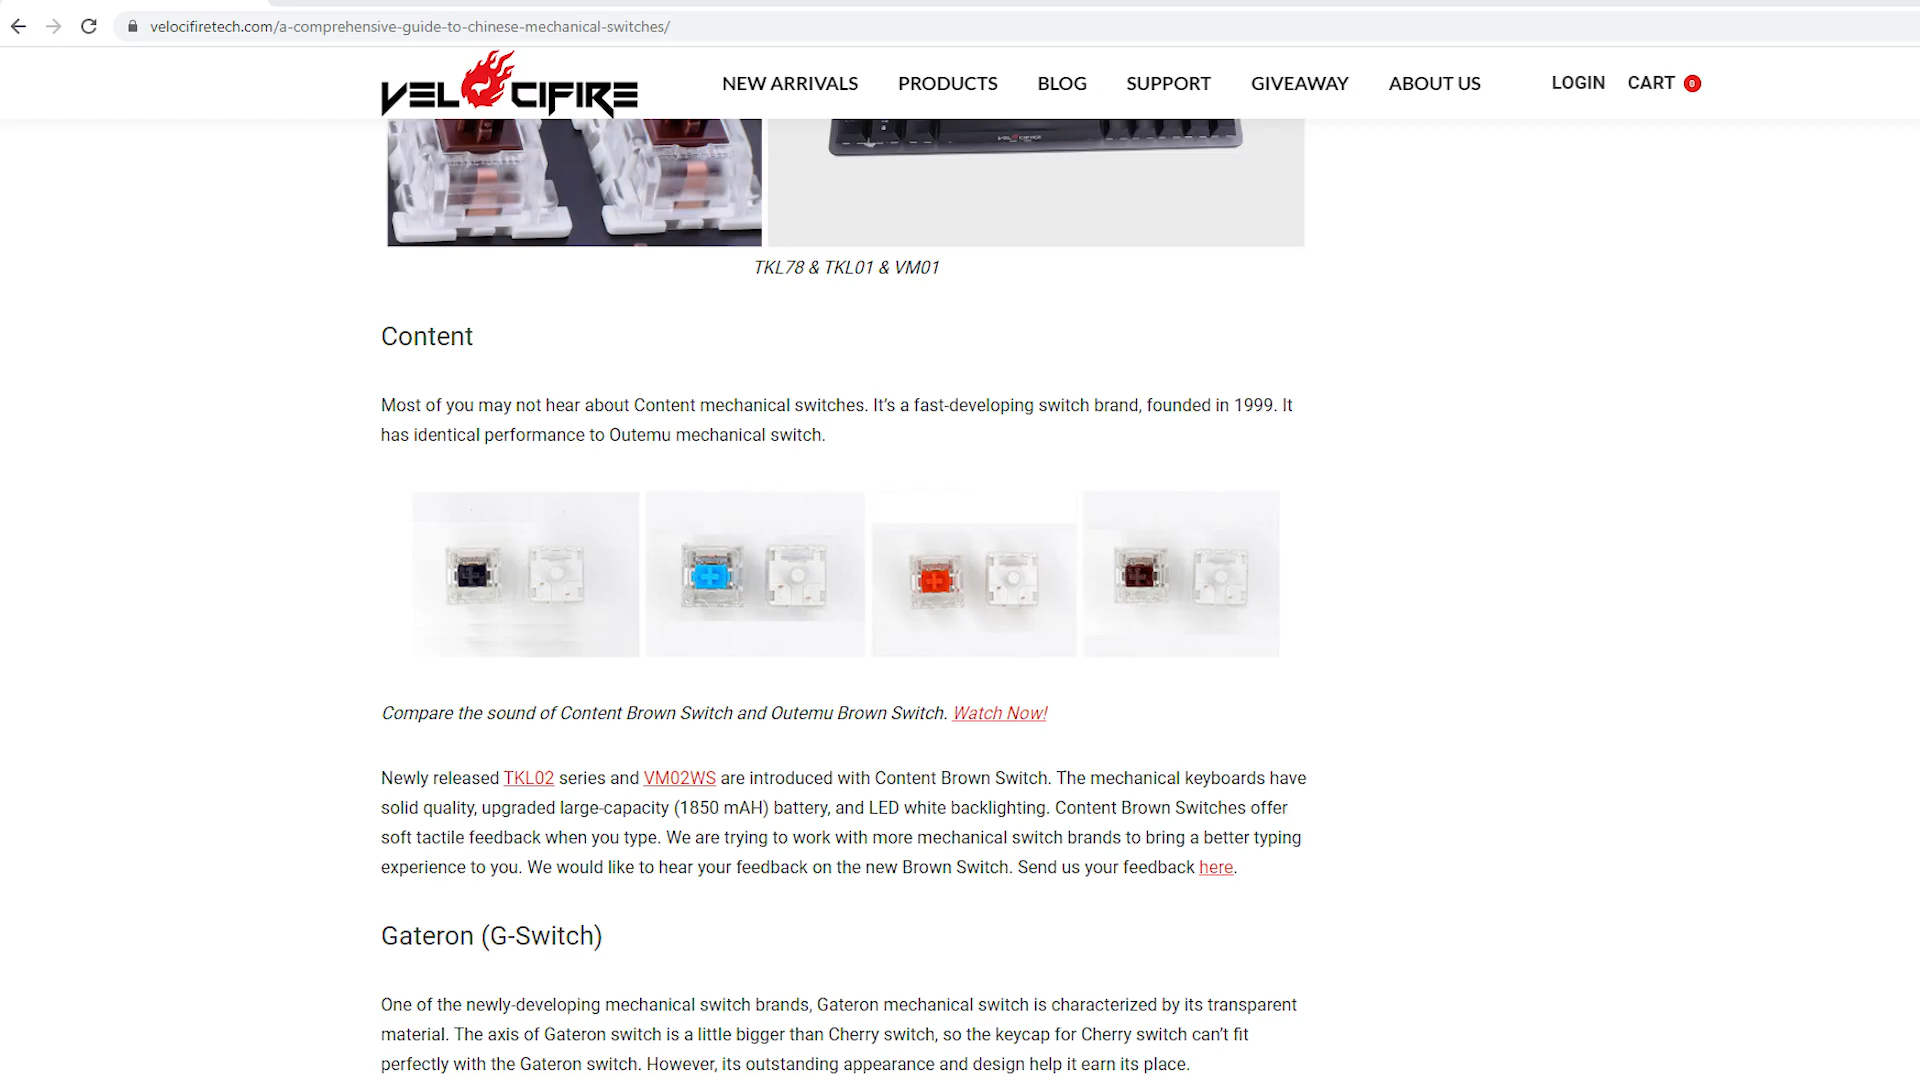 velocifiretech.com/a-comprehensive-guide-to-chinese-mechanical-switches/
VELOCIFIRE
NEW ARRIVALS PRODUCTS BLOG SUPPORT GIVEAWAY ABOUT US LOGIN CART 0
VELOCIFIRE
TKL78 & TKL01 & VM01
Content
Most of you may not hear about Content mechanical switches. It’s a fast-developing switch brand, founded in 1999. It
has identical performance to Outemu mechanical switch.
Compare the sound of Content Brown Switch and Outemu Brown Switch. Watch Now!
Newly released TKL02 series and VM02WS are introduced with Content Brown Switch. The mechanical keyboards have
solid quality, upgraded large-capacity (1850 mAH) battery, and LED white backlighting. Content Brown Switches offer
soft tactile feedback when you type. We are trying to work with more mechanical switch brands to bring a better typing
experience to you. We would like to hear your feedback on the new Brown Switch. Send us your feedback here.
Gateron (G-Switch)
One of the newly-developing mechanical switch brands, Gateron mechanical switch is characterized by its transparent
material. The axis of Gateron switch is a little bigger than Cherry switch, so the keycap for Cherry switch can’t fit
perfectly with the Gateron switch. However, its outstanding appearance and design help it earn its place.